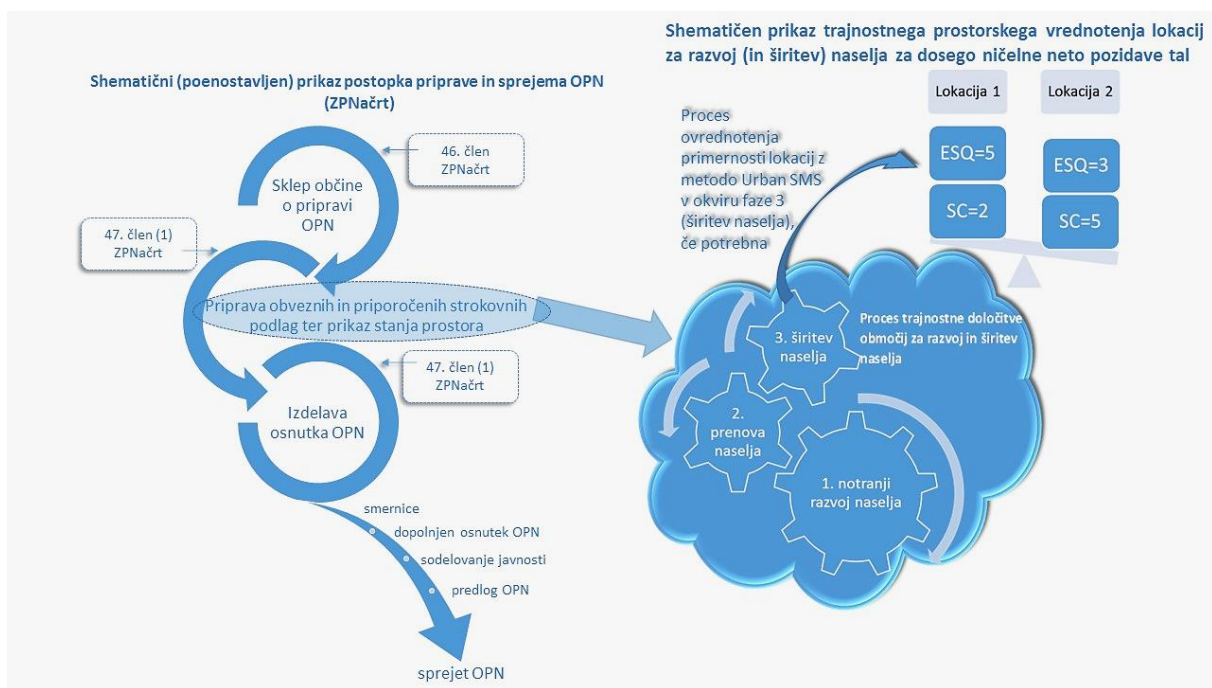 Shematični (poenostavljen) prikaz postopka priprave in sprejema OPN
(ZPNačrt)
46. člen
ZPNačrt
Sklep občine
o pripravi
OPN
47. člen (1)
ZPNačrt
Priprava obveznih in priporočenih strokovnih
podlag ter prikaz stanja prostora
47. člen (1)
ZPNačrt
Izdelava
osnutka OPN
smernice
dopolnjen osnutek OPN
sodelovanje javnosti
predlog OPN
sprejet OPN
Shematičen prikaz trajnostnega prostorskega vrednotenja lokacij
za razvoj (in širitev) naselja za dosego ničelne neto pozidave tal
Lokacija 1
Lokacija 2
Proces
ovrednotenja
primernosti lokacij z
metodo Urban SMS
v okviru faze 3
(širitev naselja),
če potrebna
ESQ=5
ESQ=3
SC=2
SC=5
Proces trajnostne določitve
območij za razvoj in širitev
naselja
3. širitev
naselja
2.
prenova
naselja
1. notranji
razvoj naselja